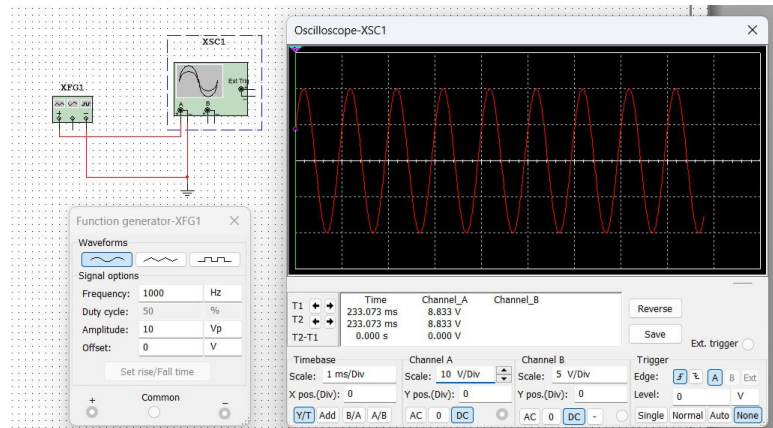 XSC1
Ext Trig
A
B
XFG1
Function generator-XFG1
Waveforms
Signal options
Frequency: 1000 Hz
Duty cycle: 50 %
Amplitude: 10 Vp
Offset: 0 V
Set rise/Fall time
+ Common −
Oscilloscope-XSC1
Time Channel_A Channel_B
T1 233.073 ms 8.833 V
T2 233.073 ms 8.833 V
T2-T1 0.000 s 0.000 V
Reverse
Save
Ext. trigger
Timebase
Scale: 1 ms/Div
X pos.(Div): 0
Y/T Add B/A A/B
Channel A
Scale: 10 V/Div
Y pos.(Div): 0
AC 0 DC
Channel B
Scale: 5 V/Div
Y pos.(Div): 0
AC 0 DC -
Trigger
Edge: A B Ext
Level: 0 V
Single Normal Auto None